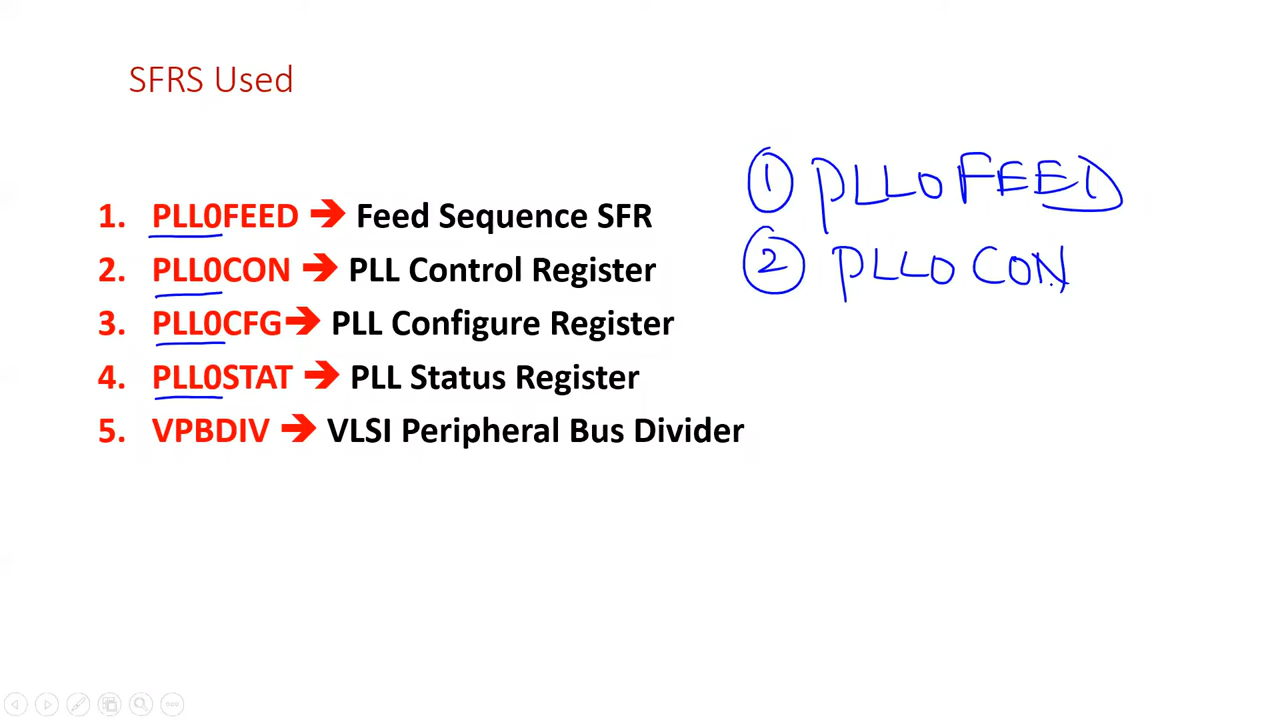 SFRS Used
1. PLL0FEED ➔ Feed Sequence SFR
2. PLL0CON ➔ PLL Control Register
3. PLL0CFG➔ PLL Configure Register
4. PLL0STAT ➔ PLL Status Register
5. VPBDIV ➔ VLSI Peripheral Bus Divider
① PLL0FEED
② PLL0CON